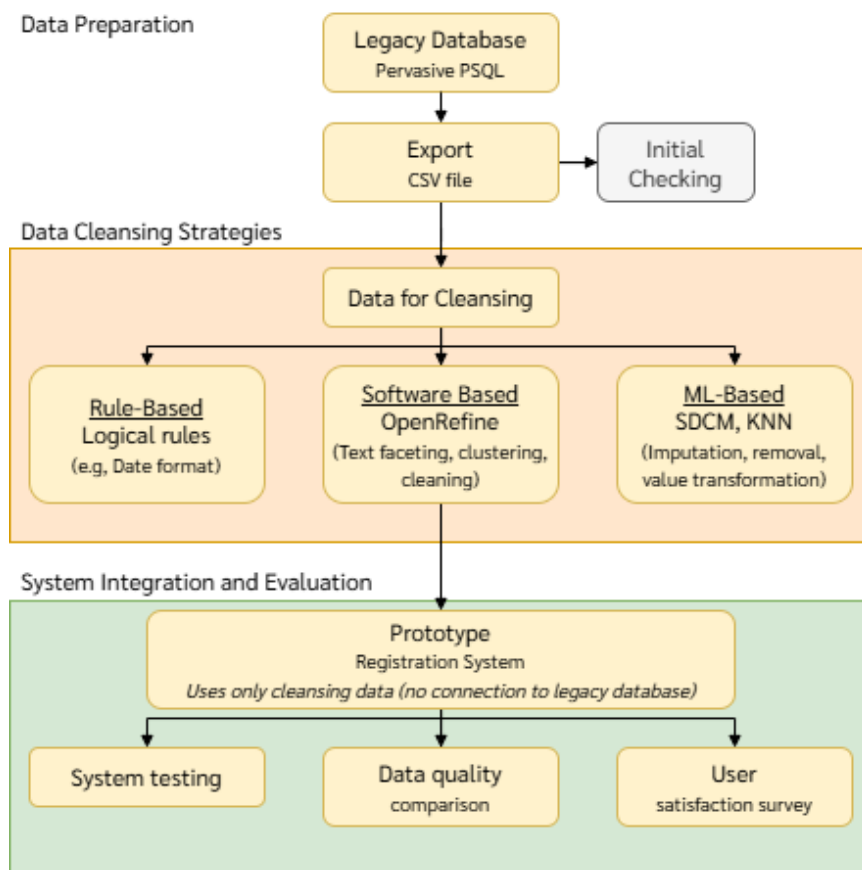 Data Preparation
Legacy Database
Pervasive PSQL
Export
CSV file
Initial
Checking
Data Cleansing Strategies
Data for Cleansing
Rule-Based
Logical rules
(e.g, Date format)
Software Based
OpenRefine
(Text faceting, clustering,
cleaning)
ML-Based
SDCM, KNN
(Imputation, removal,
value transformation)
System Integration and Evaluation
Prototype
Registration System
Uses only cleansing data (no connection to legacy database)
System testing
Data quality
comparison
User
satisfaction survey